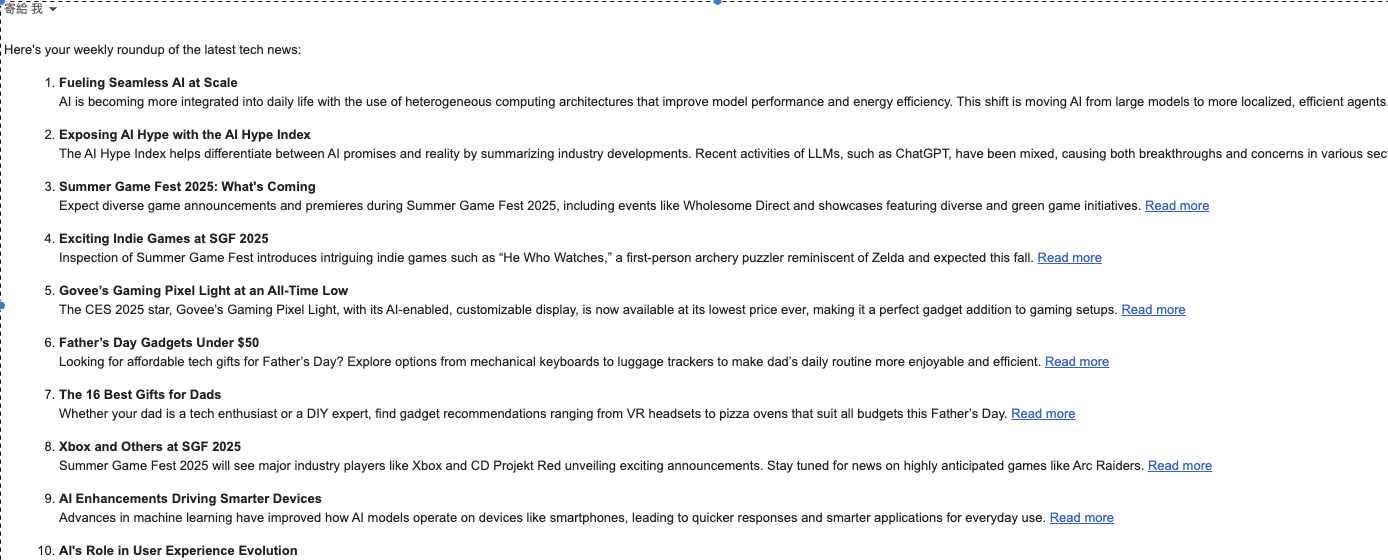 寄給 我
Here's your weekly roundup of the latest tech news:
1. Fueling Seamless AI at Scale
AI is becoming more integrated into daily life with the use of heterogeneous computing architectures that improve model performance and energy efficiency. This shift is moving AI from large models to more localized, efficient agents.
2. Exposing AI Hype with the AI Hype Index
The AI Hype Index helps differentiate between AI promises and reality by summarizing industry developments. Recent activities of LLMs, such as ChatGPT, have been mixed, causing both breakthroughs and concerns in various
3. Summer Game Fest 2025: What's Coming
Expect diverse game announcements and premieres during Summer Game Fest 2025, including events like Wholesome Direct and showcases featuring diverse and green game initiatives. Read more
4. Exciting Indie Games at SGF 2025
Inspection of Summer Game Fest introduces intriguing indie games such as “He Who Watches,” a first-person archery puzzler reminiscent of Zelda and expected this fall. Read more
5. Govee’s Gaming Pixel Light at an All-Time Low
The CES 2025 star, Govee’s Gaming Pixel Light, with its AI-enabled, customizable display, is now available at its lowest price ever, making it a perfect gadget addition to gaming setups. Read more
6. Father’s Day Gadgets Under $50
Looking for affordable tech gifts for Father’s Day? Explore options from mechanical keyboards to luggage trackers to make dad’s daily routine more enjoyable and efficient. Read more
7. The 16 Best Gifts for Dads
Whether your dad is a tech enthusiast or a DIY expert, find gadget recommendations ranging from VR headsets to pizza ovens that suit all budgets this Father’s Day. Read more
8. Xbox and Others at SGF 2025
Summer Game Fest 2025 will see major industry players like Xbox and CD Projekt Red unveiling exciting announcements. Stay tuned for news on highly anticipated games like Arc Raiders. Read more
9. AI Enhancements Driving Smarter Devices
Advances in machine learning have improved how AI models operate on devices like smartphones, leading to quicker responses and smarter applications for everyday use. Read more
10. AI's Role in User Experience Evolution